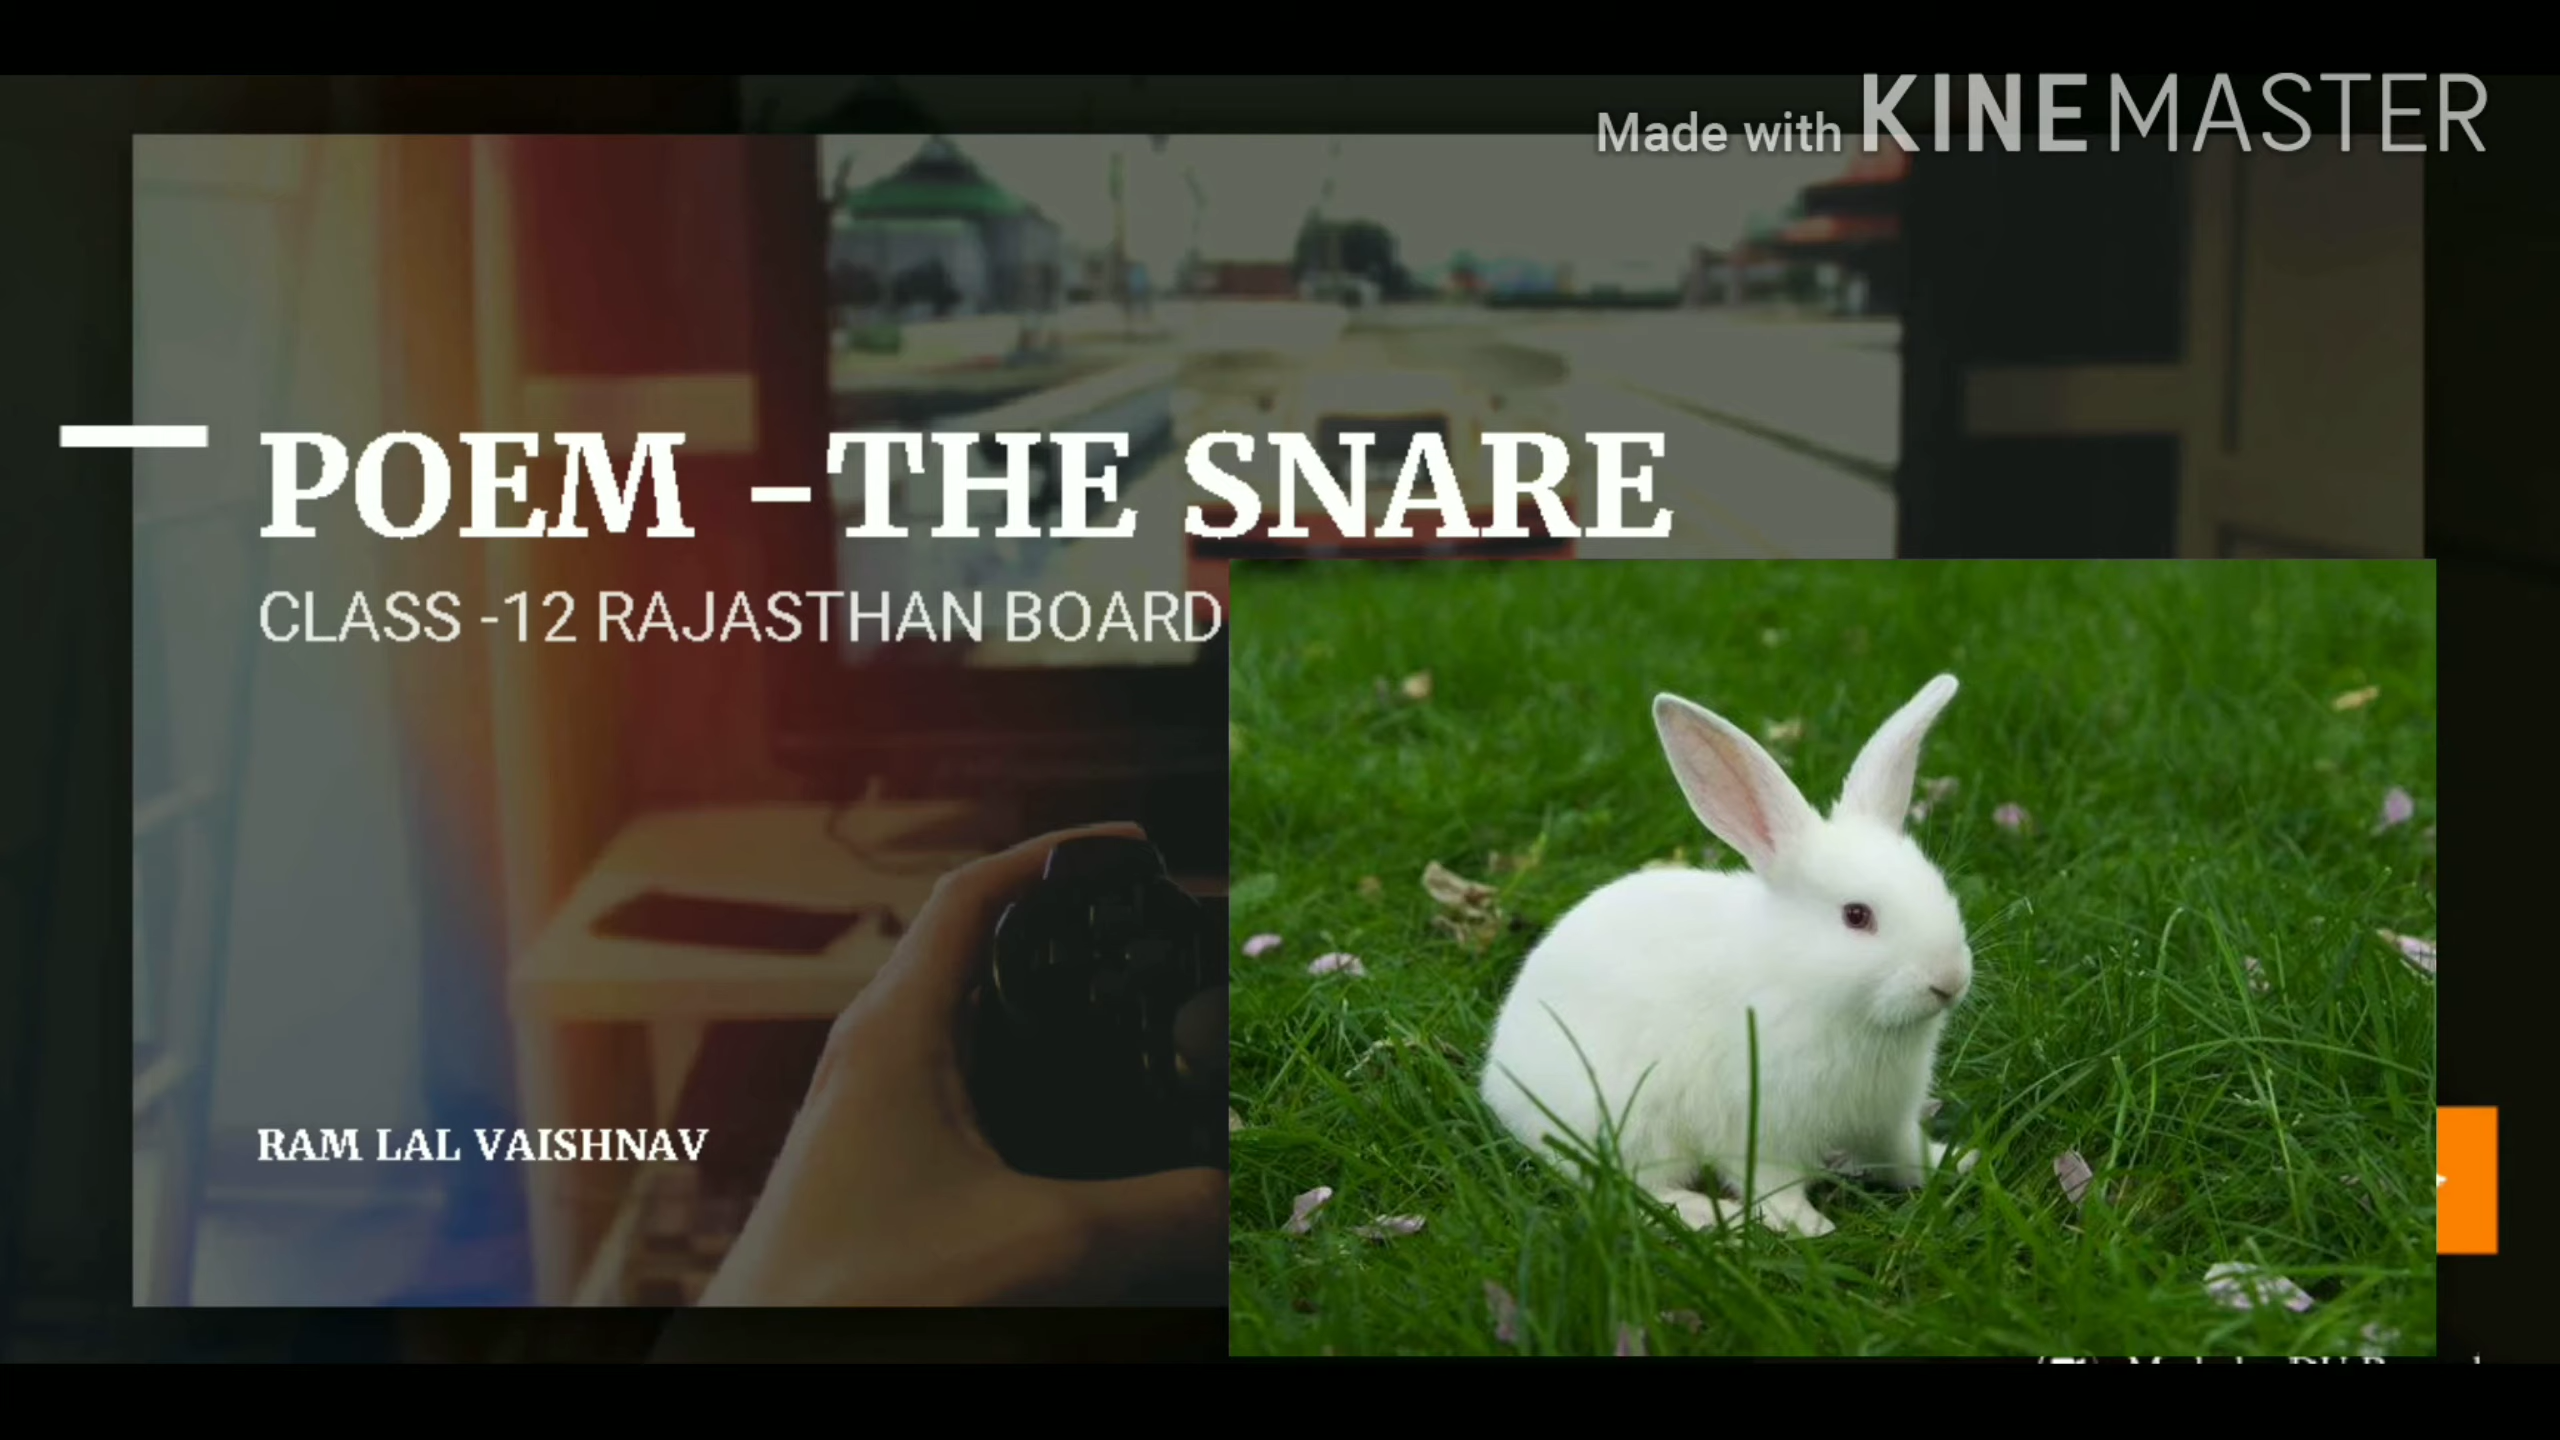 Made with KINEMASTER
POEM -THE SNARE
CLASS -12 RAJASTHAN BOARD
RAM LAL VAISHNAV